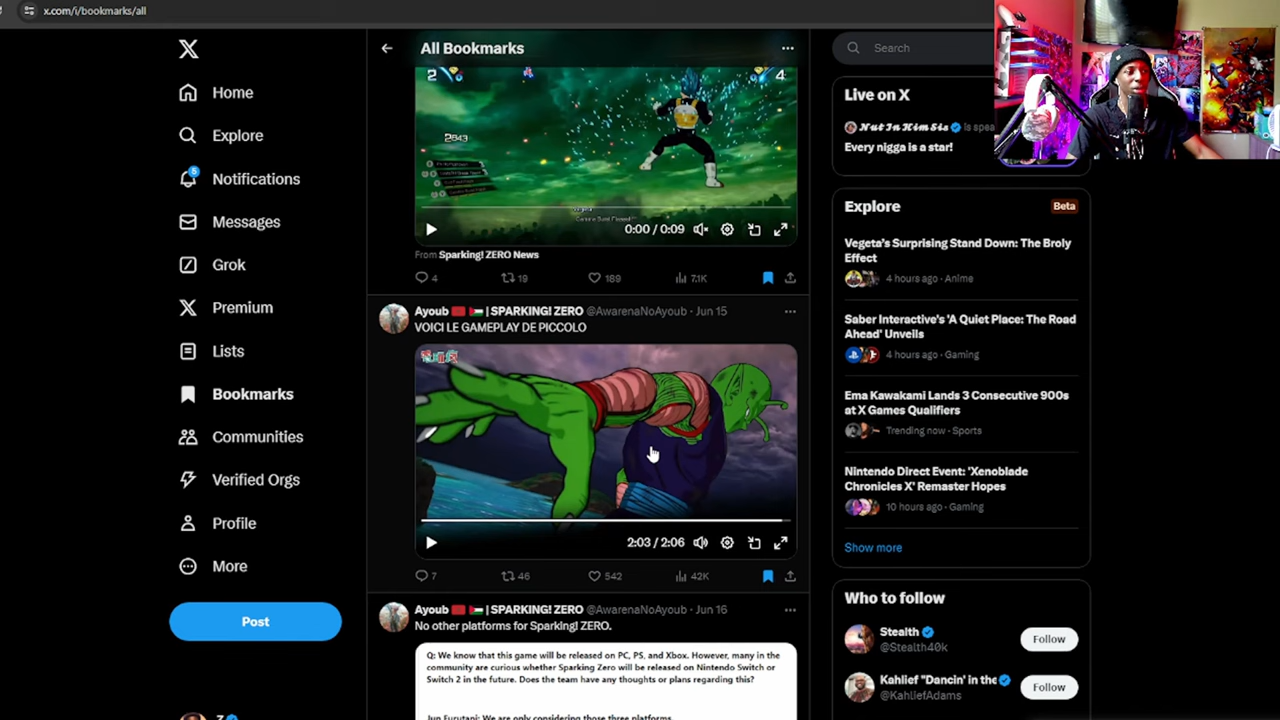 x.com/i/bookmarks/all
Home
Explore
5
Notifications
Messages
Grok
Premium
Lists
Bookmarks
Communities
Verified Orgs
Profile
More
Post
All Bookmarks
2
4
2843
0:00 / 0:09
From Sparking! ZERO News
4
19
189
7.1K
Ayoub | SPARKING! ZERO @AwarenaNoAyoub · Jun 15
VOICI LE GAMEPLAY DE PICCOLO
2:03 / 2:06
7
46
542
42K
Ayoub | SPARKING! ZERO @AwarenaNoAyoub · Jun 16
No other platforms for Sparking! ZERO.
Q: We know that this game will be released on PC, PS, and Xbox. However, many in the
community are curious whether Sparking Zero will be released on Nintendo Switch or
Switch 2 in the future. Does the team have any thoughts or plans regarding this?
Jun Furutani: We are only considering those three platforms.
Search
Live on X
𝓝𝓾𝓽 𝓘𝓷 𝓗𝓲𝓶 𝓢𝓲𝓼 is spea
Every nigga is a star!
Explore
Beta
Vegeta's Surprising Stand Down: The Broly
Effect
4 hours ago · Anime
Saber Interactive's 'A Quiet Place: The Road
Ahead' Unveils
4 hours ago · Gaming
Ema Kawakami Lands 3 Consecutive 900s
at X Games Qualifiers
Trending now · Sports
Nintendo Direct Event: 'Xenoblade
Chronicles X' Remaster Hopes
10 hours ago · Gaming
Show more
Who to follow
Stealth
@Stealth40k
Follow
Kahlief "Dancin' in the
@KahliefAdams
Follow